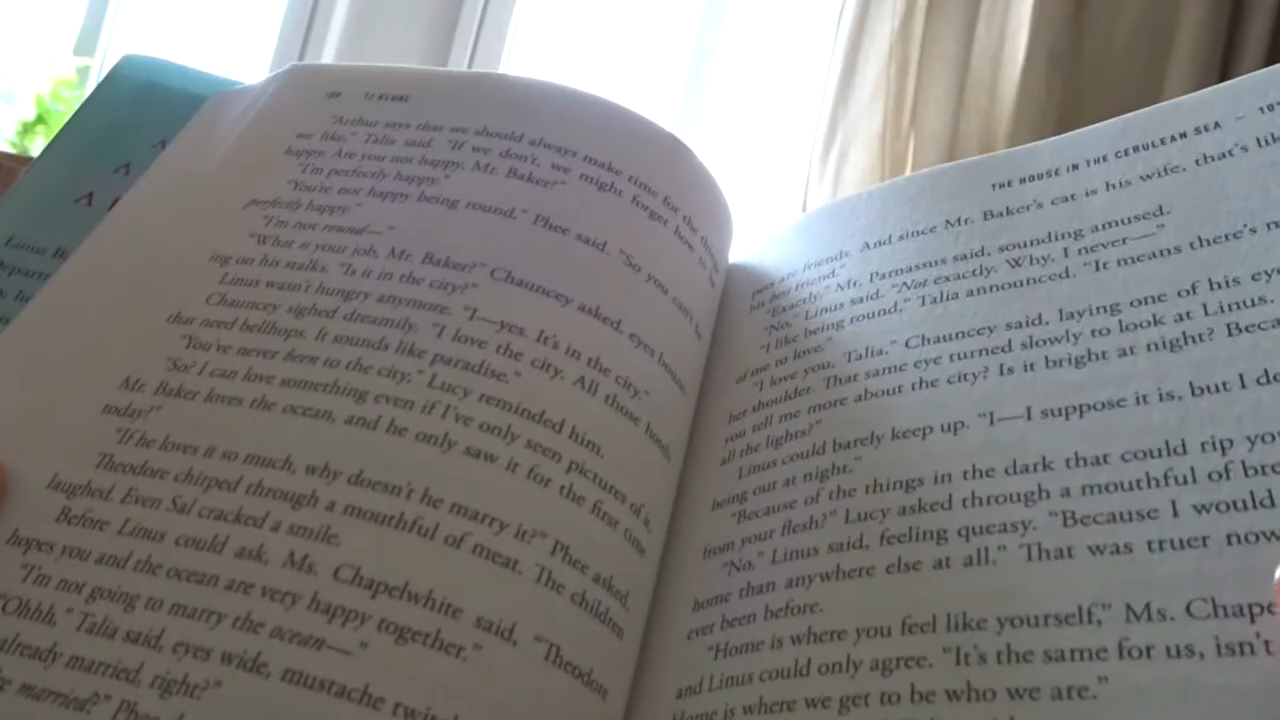 TJ KLUNE
"Arthur says that we should always make time for the things
we like," Talia said. "If we don't, we might forget how to be
happy. Are you not happy, Mr. Baker?"
"I'm perfectly happy."
"You're not happy being round," Phee said. "So you can't be
perfectly happy."
"I'm not round—"
"What is your job, Mr. Baker?" Chauncey asked, eyes bounc-
ing on his stalks. "Is it in the city?"
Linus wasn't hungry anymore. "I—yes. It's in the city."
Chauncey sighed dreamily. "I love the city. All those hotels
that need bellhops. It sounds like paradise."
"You've never been to the city," Lucy reminded him.
"So? I can love something even if I've only seen pictures of it.
Mr. Baker loves the ocean, and he only saw it for the first time
today!"
"If he loves it so much, why doesn't he marry it?" Phee asked.
Theodore chirped through a mouthful of meat. The children
laughed. Even Sal cracked a smile.
Before Linus could ask, Ms. Chapelwhite said, "Theodore
hopes you and the ocean are very happy together."
"I'm not going to marry the ocean—"
"Ohhh," Talia said, eyes wide, mustache
already married, right?"
married?" Phee
THE HOUSE IN THE CERULEAN SEA —
are friends. And since Mr. Baker's cat is his wife, that's
his best friend."
"Exactly," Mr. Parnassus said, sounding amused.
"No," Linus said. "Not exactly. Why, I never—"
"I like being round," Talia announced. "It means there's
of me to love."
"I love you, Talia," Chauncey said, laying one of his
her shoulder. That same eye turned slowly to look at Linus.
you tell me more about the city? Is it bright at night?
all the lights?"
Linus could barely keep up. "I—I suppose it is, but I
being out at night."
"Because of the things in the dark that could rip
from your flesh?" Lucy asked through a mouthful of
"No," Linus said, feeling queasy. "Because I would
home than anywhere else at all." That was truer
ever been before.
"Home is where you feel like yourself," Ms.
and Linus could only agree. "It's the same for us, isn't
Home is where we get to be who we are."
Linus